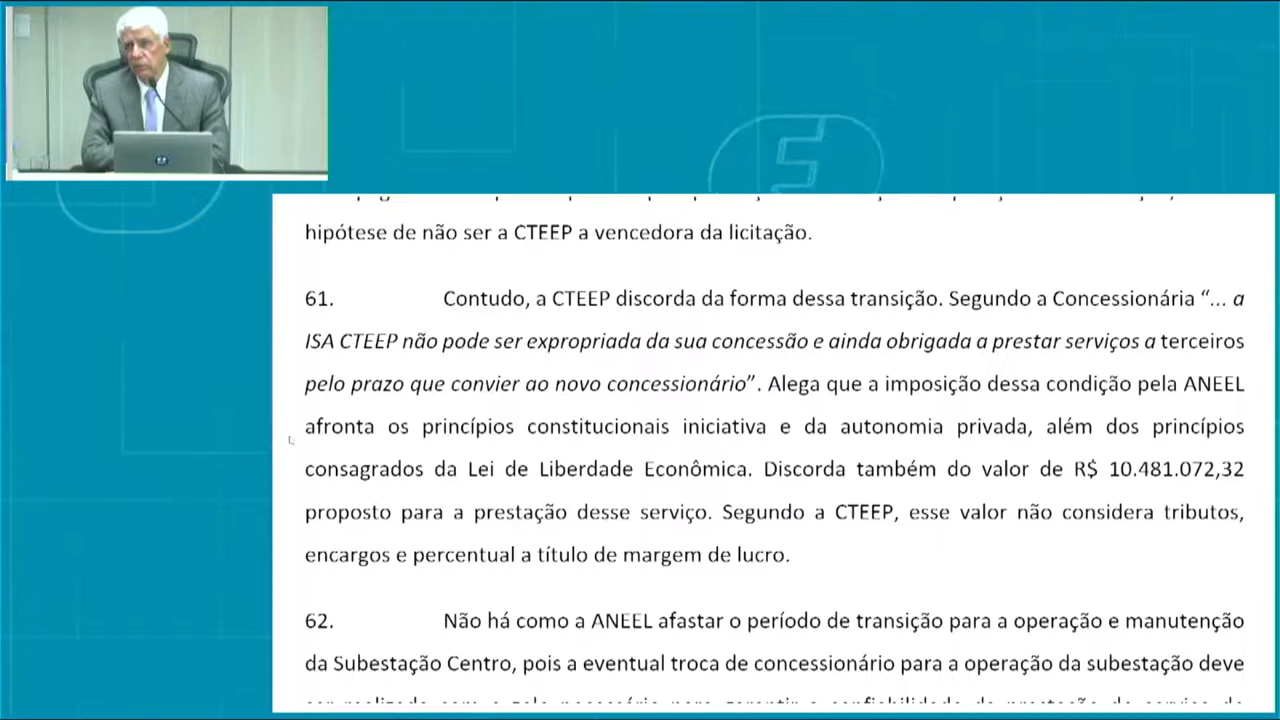 hipótese de não ser a CTEEP a vencedora da licitação.
61. Contudo, a CTEEP discorda da forma dessa transição. Segundo a Concessionária “... a
ISA CTEEP não pode ser expropriada da sua concessão e ainda obrigada a prestar serviços a terceiros
pelo prazo que convier ao novo concessionário”. Alega que a imposição dessa condição pela ANEEL
afronta os princípios constitucionais iniciativa e da autonomia privada, além dos princípios
consagrados da Lei de Liberdade Econômica. Discorda também do valor de R$ 10.481.072,32
proposto para a prestação desse serviço. Segundo a CTEEP, esse valor não considera tributos,
encargos e percentual a título de margem de lucro.
62. Não há como a ANEEL afastar o período de transição para a operação e manutenção
da Subestação Centro, pois a eventual troca de concessionário para a operação da subestação deve